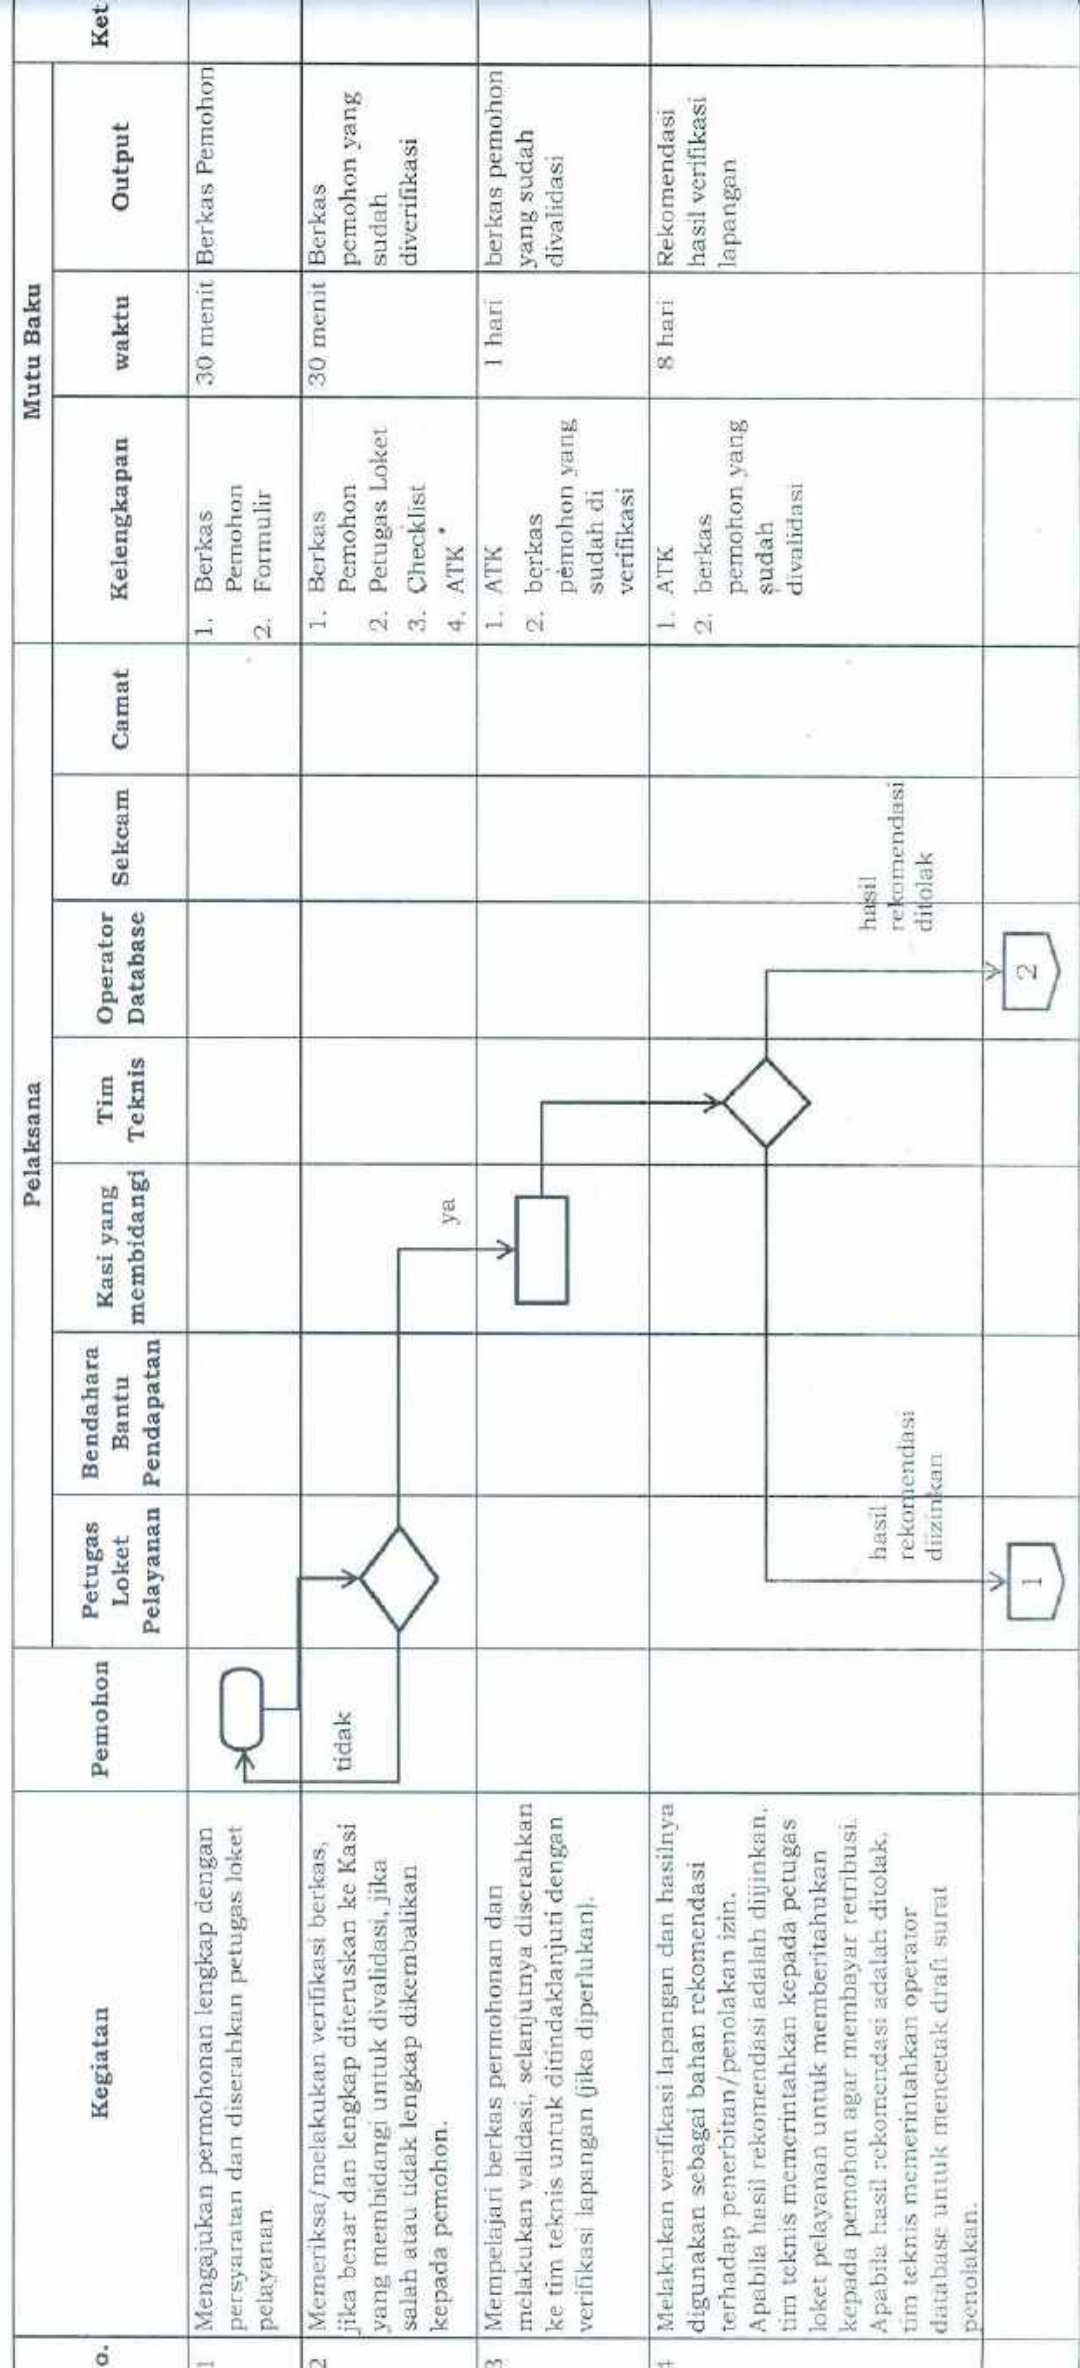 o.
Kegiatan
Pemohon
Pelaksana
Mutu Baku
Ket
Petugas
Loket
Pelayanan
Bendahara
Bantu
Pendapatan
Kasi yang
membidangi
Tim
Teknis
Operator
Database
Sekcam
Camat
Kelengkapan
waktu
Output
1
Mengajukan permohonan lengkap dengan
persyaratan dan diserahkan petugas loket
pelayanan
1. Berkas
Pemohon
2. Formulir
30 menit
Berkas Pemohon
2
Memeriksa/melakukan verifikasi berkas,
jika benar dan lengkap diteruskan ke Kasi
yang membidangi untuk divalidasi, jika
salah atau tidak lengkap dikembalikan
kepada pemohon.
tidak
ya
1. Berkas
Pemohon
2. Petugas Loket
3. Checklist
4. ATK
30 menit
Berkas
pemohon yang
sudah
diverifikasi
3
Mempelajari berkas permohonan dan
melakukan validasi, selanjutnya diserahkan
ke tim teknis untuk ditindaklanjuti dengan
verifikasi lapangan (jika diperlukan).
1. ATK
2. berkas
pemohon yang
sudah di
verifikasi
1 hari
berkas pemohon
yang sudah
divalidasi
4
Melakukan verifikasi lapangan dan hasilnya
digunakan sebagai bahan rekomendasi
terhadap penerbitan/penolakan izin.
Apabila hasil rekomendasi adalah diijinkan,
tim teknis memerintahkan kepada petugas
loket pelayanan untuk memberitahukan
kepada pemohon agar membayar retribusi.
Apabila hasil rekomendasi adalah ditolak,
tim teknis memerintahkan operator
database untuk mencetak draft surat
penolakan.
hasil
rekomendasi
diizinkan
hasil
rekomendasi
ditolak
1. ATK
2. berkas
pemohon yang
sudah
divalidasi
8 hari
Rekomendasi
hasil verifikasi
lapangan
1
2